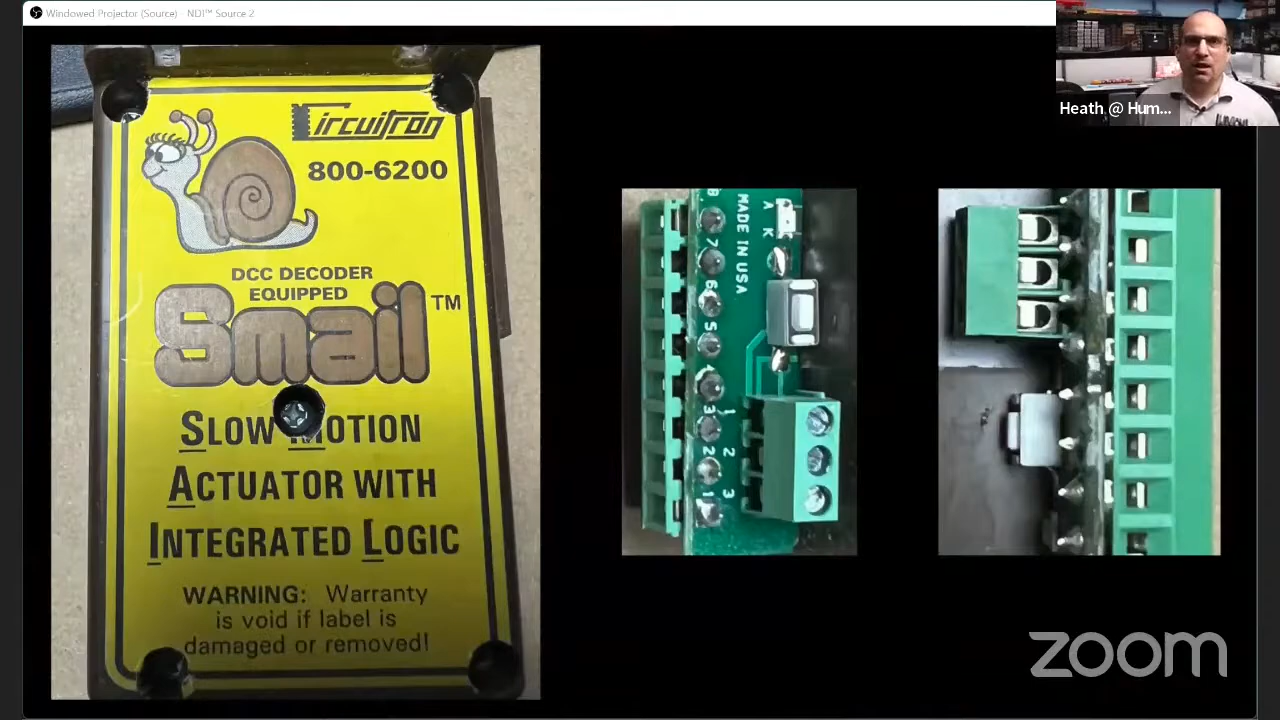 Windowed Projector (Source) - NDI™ Source 2
Heath @ Hum...
Circuitron
800-6200
DCC DECODER
EQUIPPED
Smail™
SLOW MOTION
ACTUATOR WITH
INTEGRATED LOGIC
WARNING: Warranty
is void if label is
damaged or removed!
MADE IN USA
A
K
8
7
6
5
4
3
2
1
1
2
3
zoom